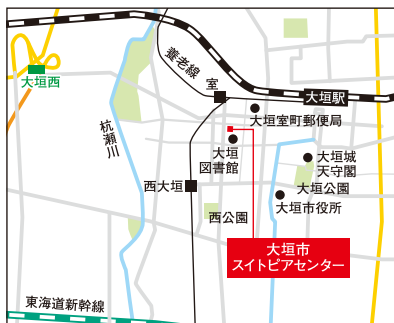 大垣西
養老線
室
大垣駅
大垣室町郵便局
杭瀬川
大垣
図書館
大垣城
天守閣
西大垣
大垣公園
大垣市役所
西公園
大垣市
スイトピアセンター
東海道新幹線